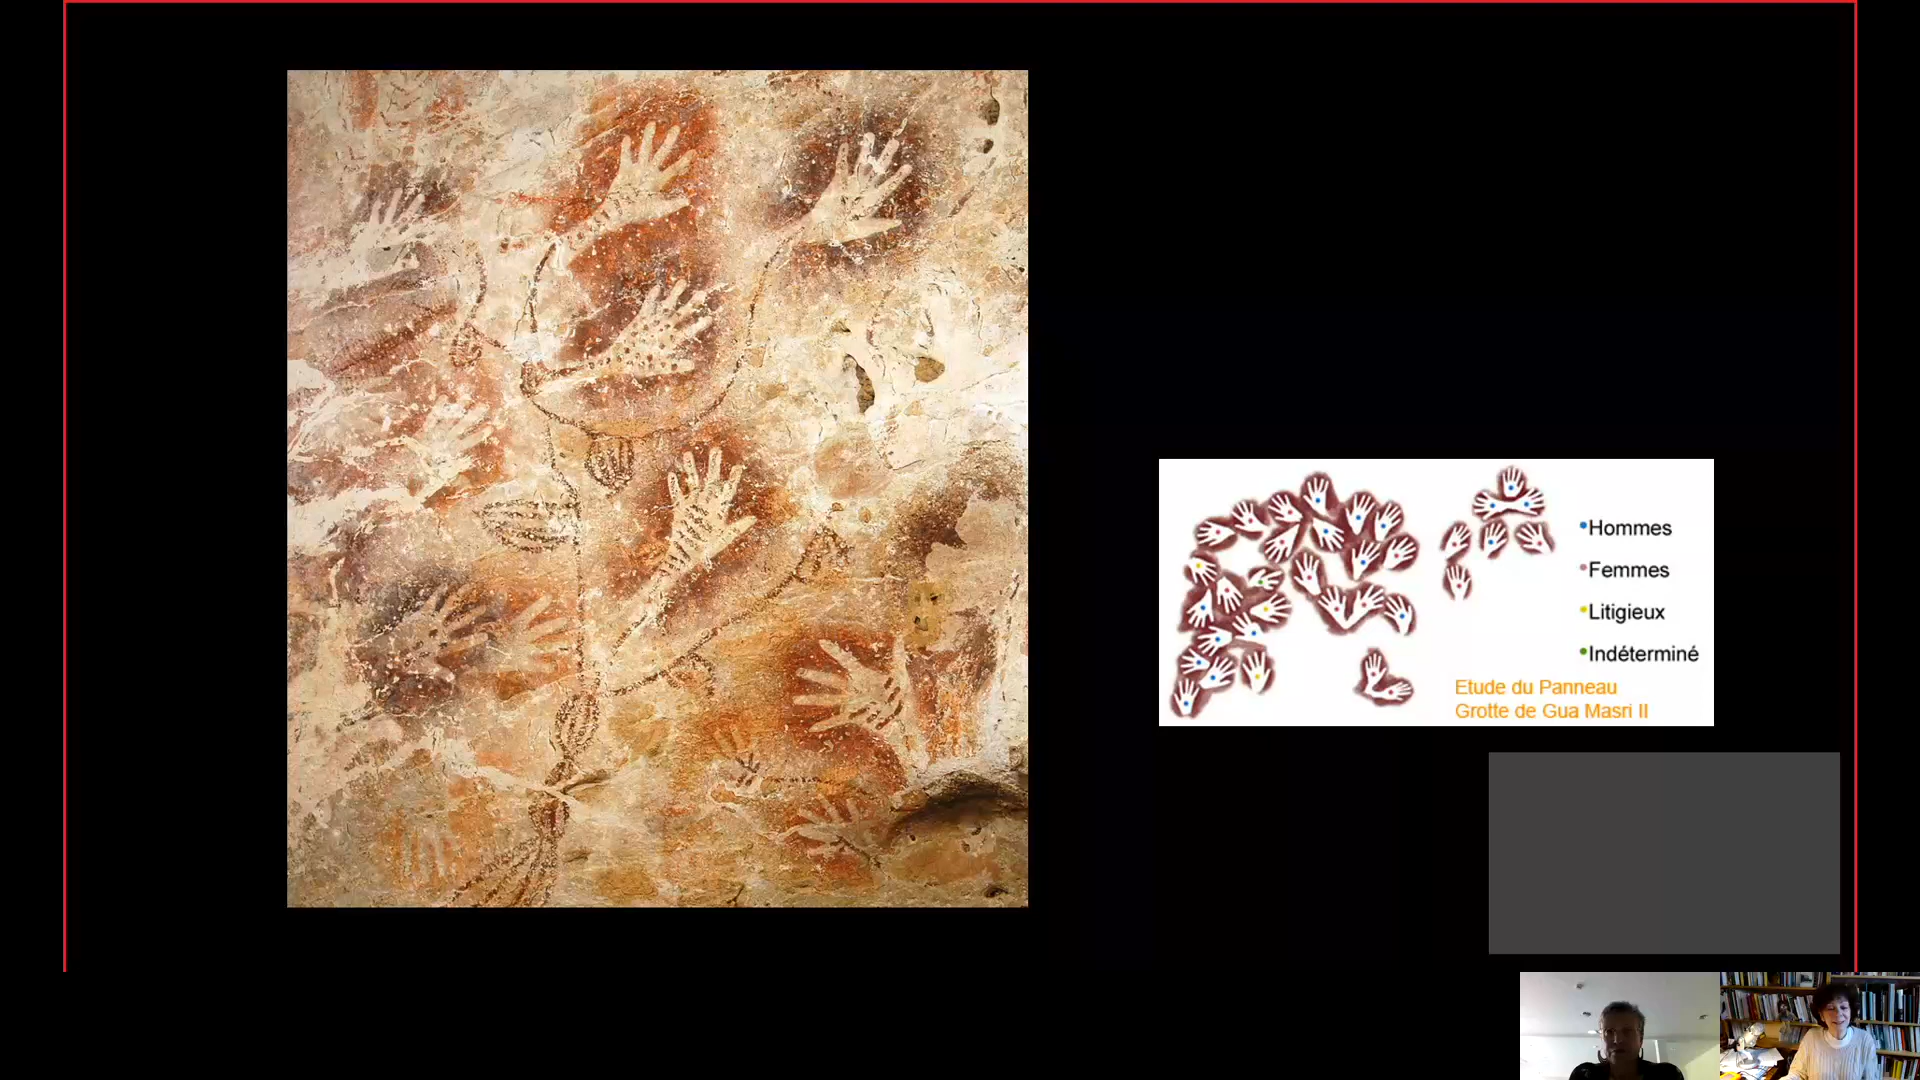 •Hommes
•Femmes
•Litigieux
•Indéterminé
Etude du Panneau
Grotte de Gua Masri II